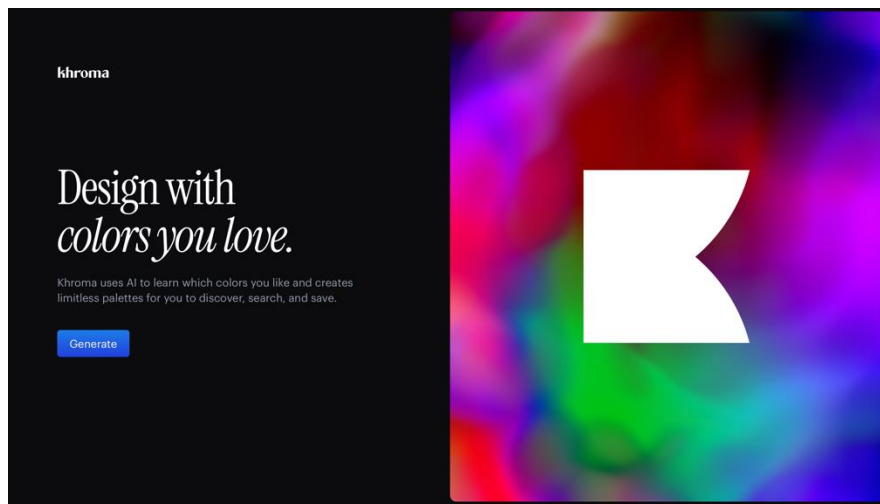 khroma
Design with
colors you love.
Khroma uses AI to learn which colors you like and creates
limitless palettes for you to discover, search, and save.
Generate